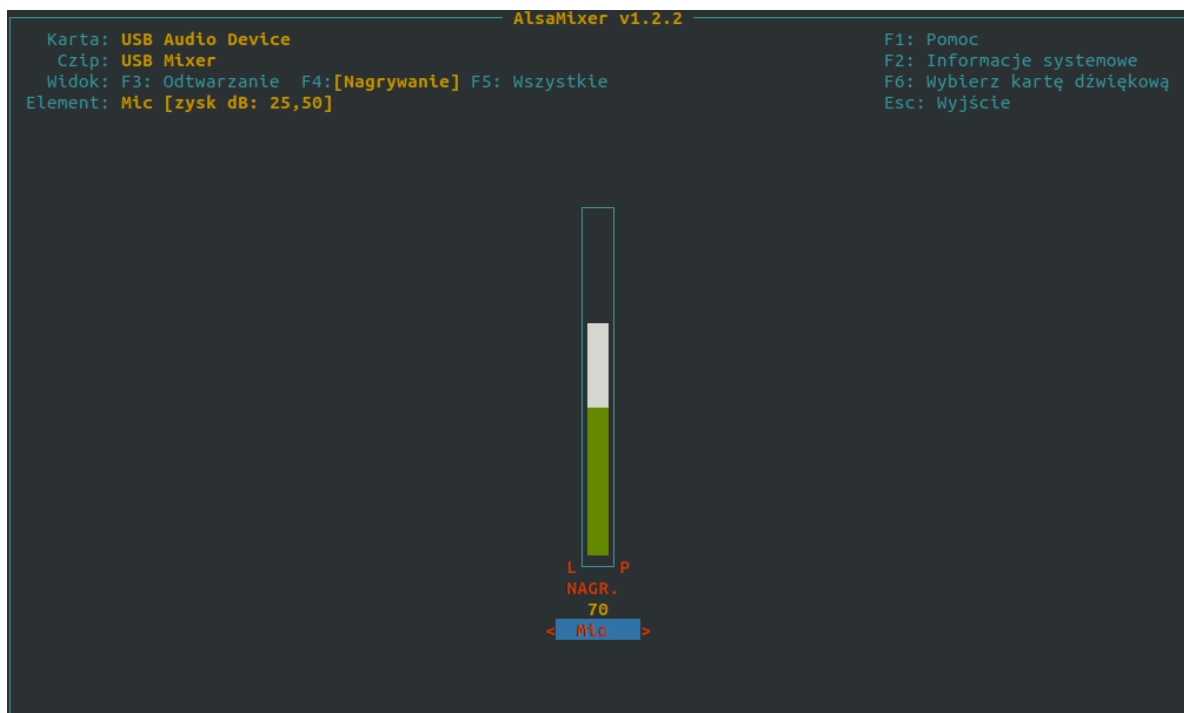 AlsaMixer v1.2.2
Karta: USB Audio Device F1: Pomoc
Czip: USB Mixer F2: Informacje systemowe
Widok: F3: Odtwarzanie F4:[Nagrywanie] F5: Wszystkie F6: Wybierz kartę dźwiękową
Element: Mic [zysk dB: 25,50] Esc: Wyjście
L P
NAGR.
70
< Mic >